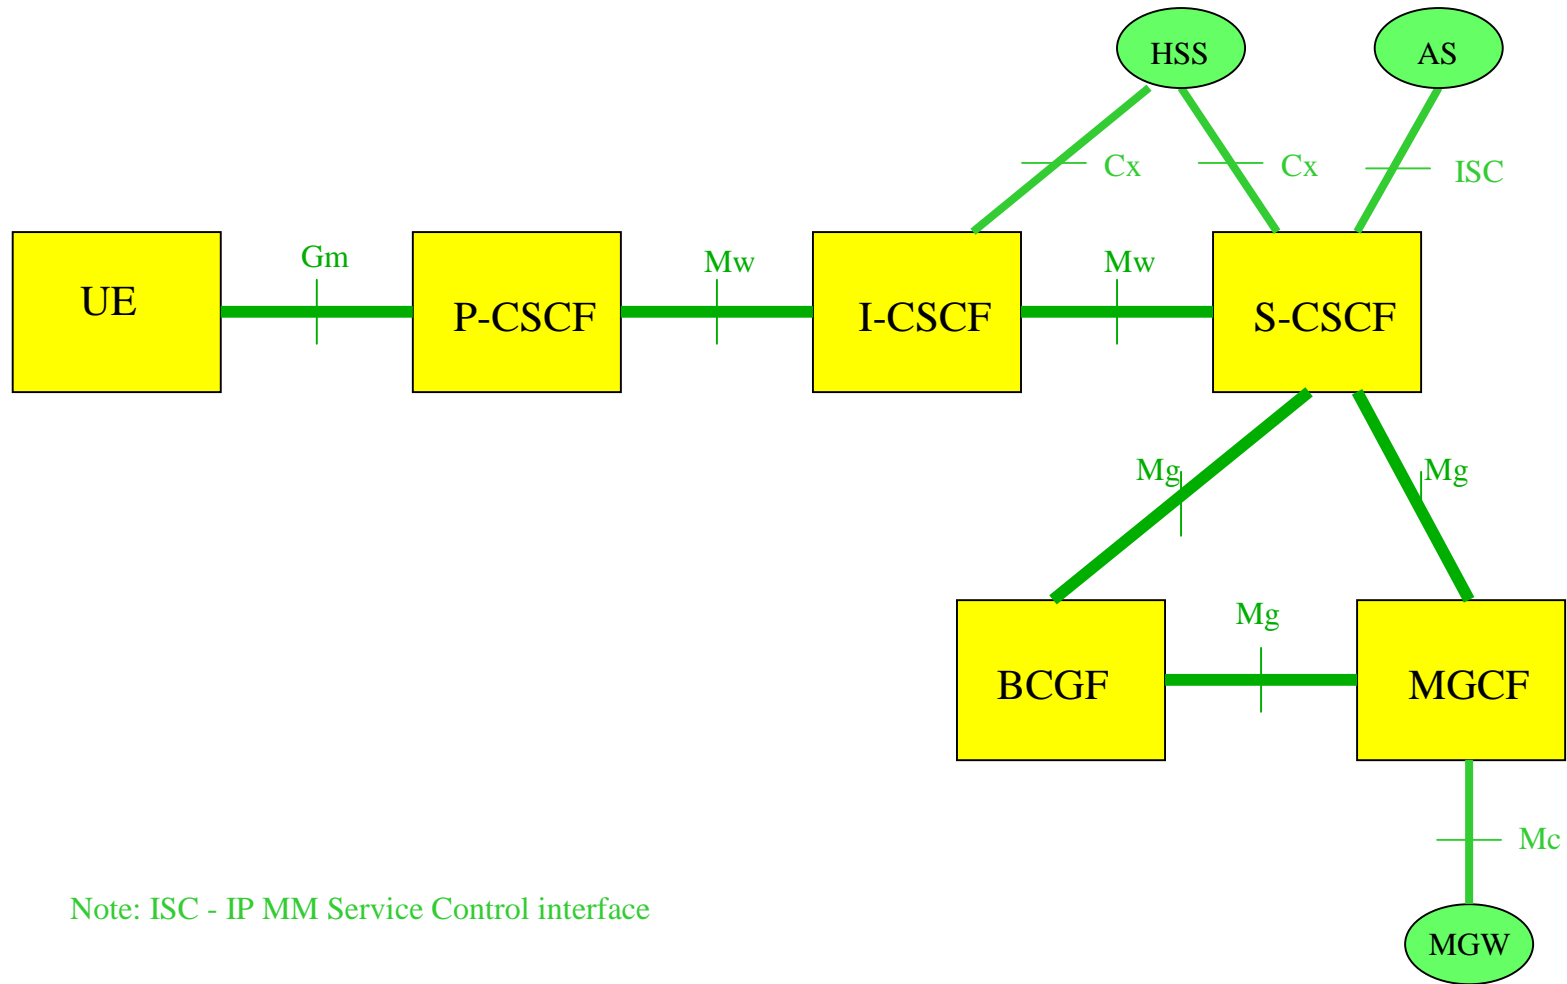 HSS
AS
Cx
Cx
ISC
Gm
Mw
Mw
UE
P-CSCF
I-CSCF
S-CSCF
Mg
Mg
Mg
BCGF
MGCF
Mc
Note: ISC - IP MM Service Control interface
MGW